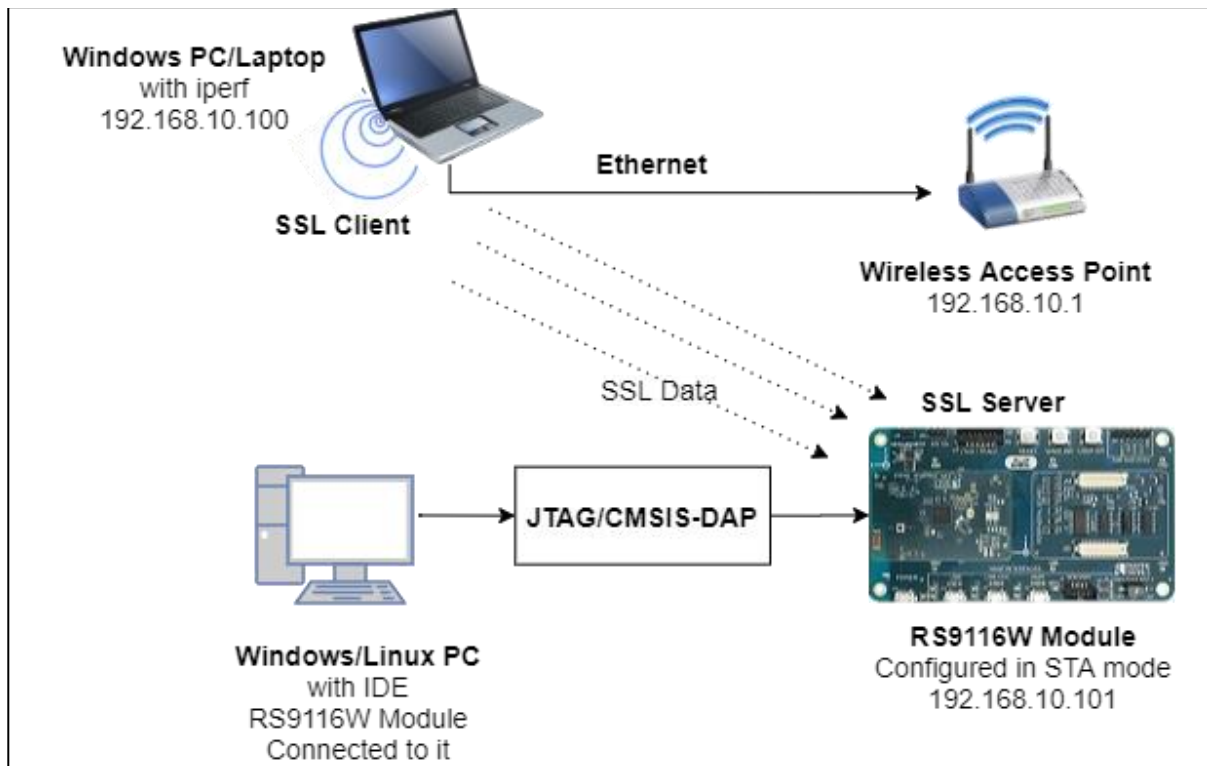 Windows PC/Laptop
with iperf
192.168.10.100
SSL Client
Ethernet
Wireless Access Point
192.168.10.1
SSL Data
SSL Server
JTAG/CMSIS-DAP
RS9116W Module
Configured in STA mode
192.168.10.101
Windows/Linux PC
with IDE
RS9116W Module
Connected to it